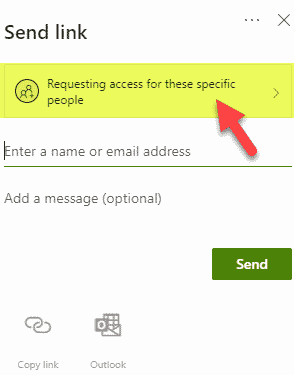 Send link
Requesting access for these specific
people
Enter a name or email address
Add a message (optional)
Send
Copy link
Outlook